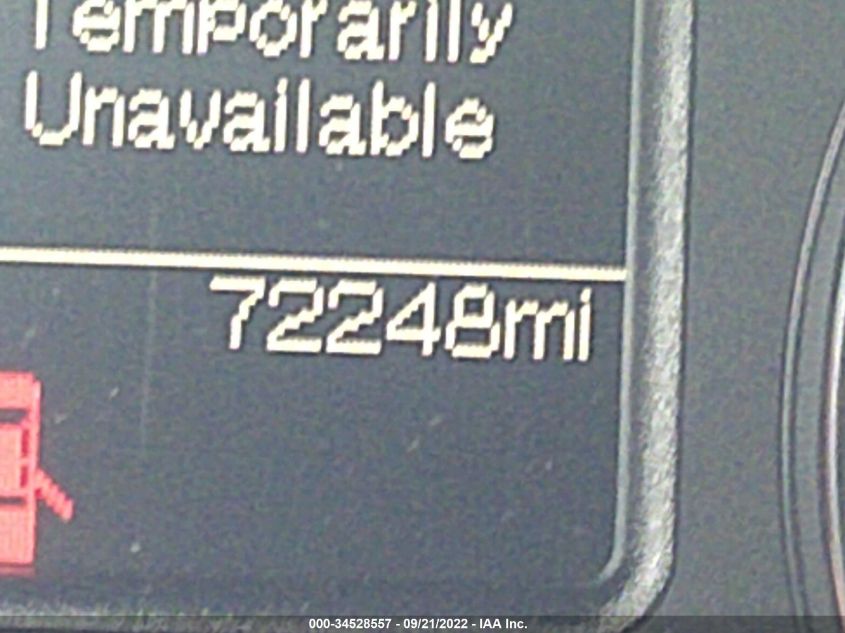 Temporarily
Unavailable
72248mi
000-34528557 - 09/21/2022 - IAA Inc.